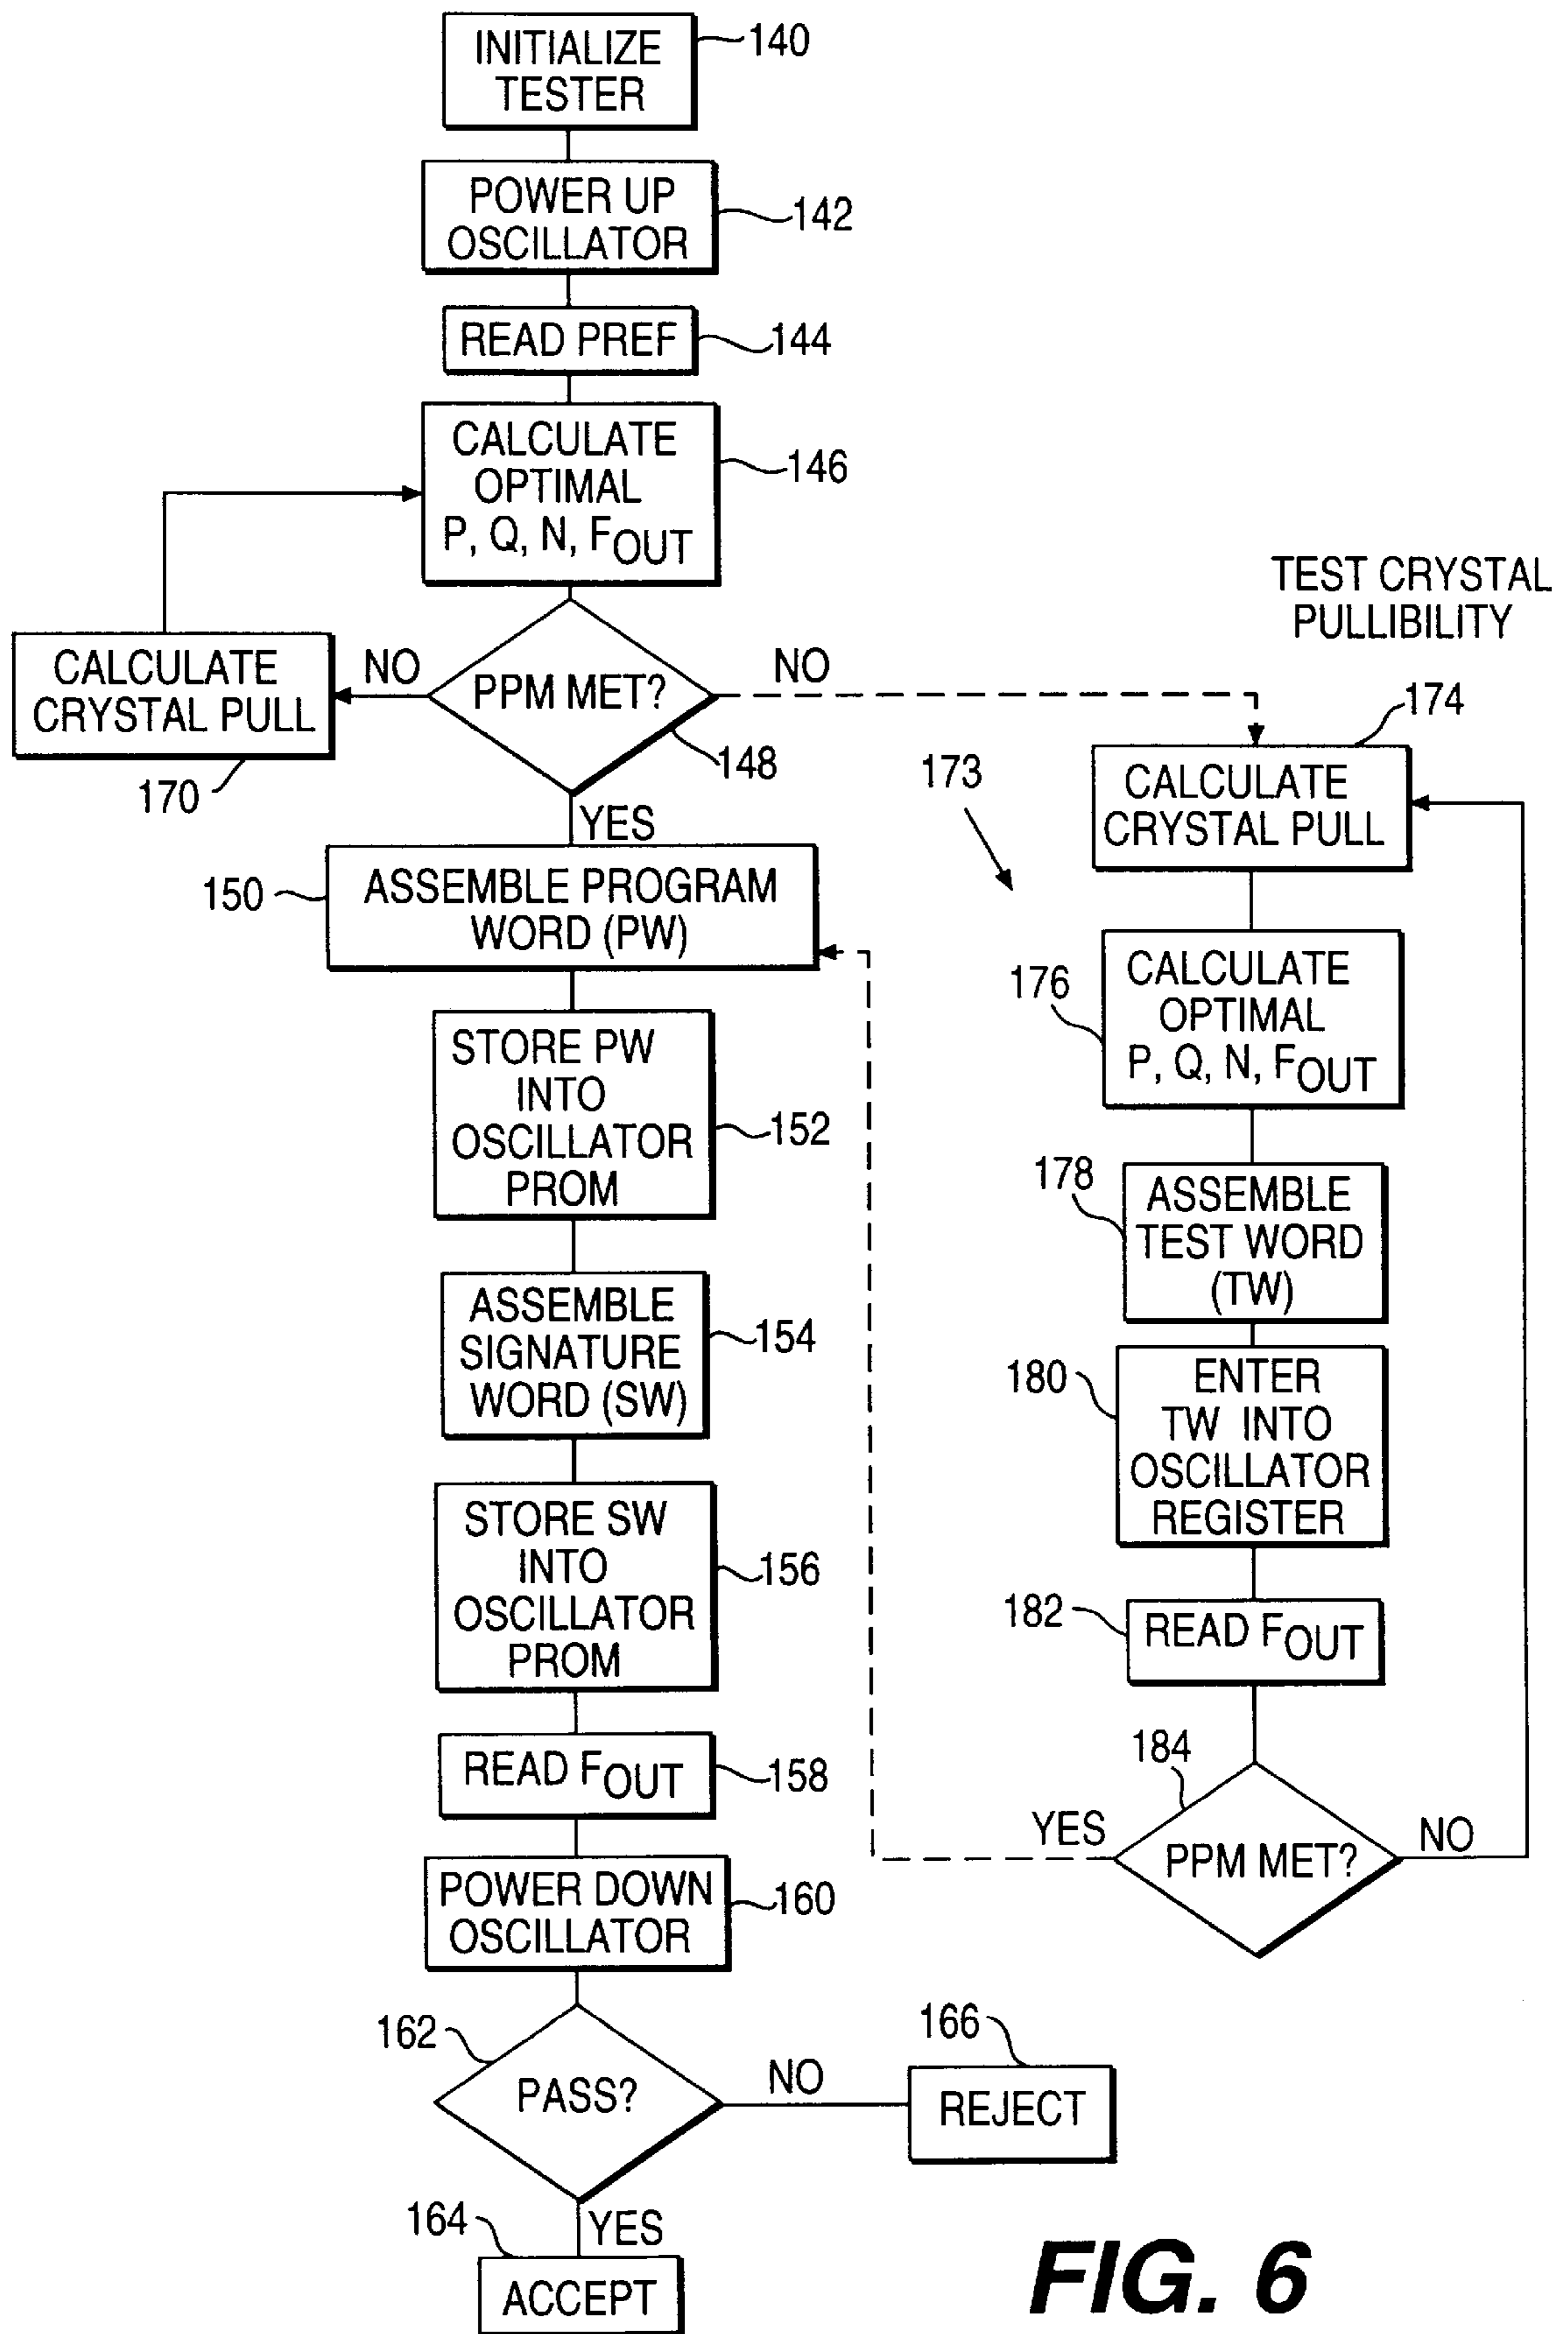 INITIALIZE
TESTER
140
POWER UP
OSCILLATOR
142
READ PREF
144
CALCULATE
OPTIMAL
P, Q, N, FOUT
146
CALCULATE
CRYSTAL PULL
170
NO
PPM MET?
148
NO
YES
TEST CRYSTAL
PULLIBILITY
173
174
CALCULATE
CRYSTAL PULL
150
ASSEMBLE PROGRAM
WORD (PW)
176
CALCULATE
OPTIMAL
P, Q, N, FOUT
STORE PW
INTO
OSCILLATOR
PROM
152
178
ASSEMBLE
TEST WORD
(TW)
ASSEMBLE
SIGNATURE
WORD (SW)
154
180
ENTER
TW INTO
OSCILLATOR
REGISTER
STORE SW
INTO
OSCILLATOR
PROM
156
182
READ FOUT
READ FOUT
158
184
YES
PPM MET?
NO
POWER DOWN
OSCILLATOR
160
162
PASS?
NO
166
REJECT
YES
164
ACCEPT
FIG. 6